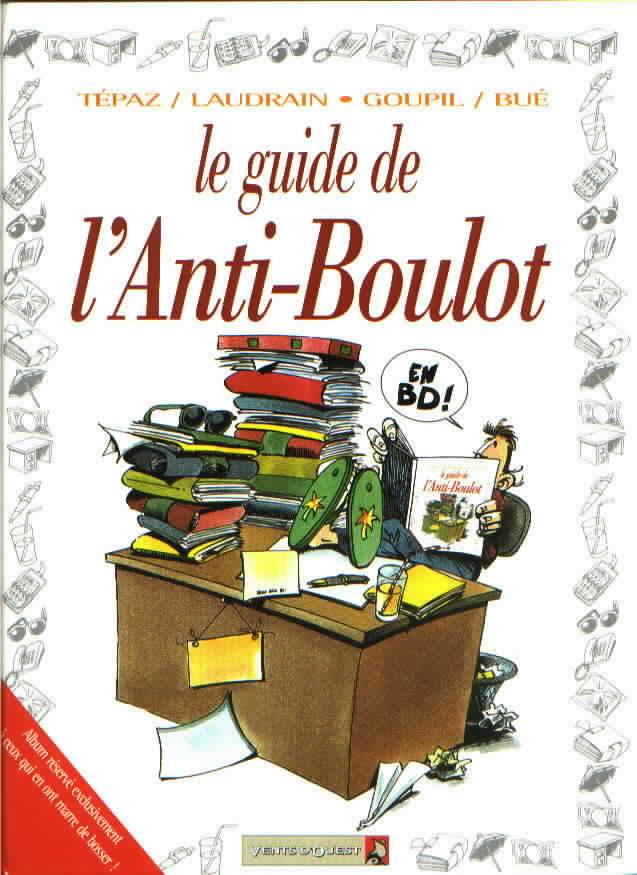 TÉPAZ / LAUDRAIN • GOUPIL / BUÉ
le guide de
l'Anti-Boulot
EN
BD!
le guide de
l'Anti-Boulot
Album réservé exclusivement
à ceux qui en ont marre de bosser !
VENTS D'OUEST